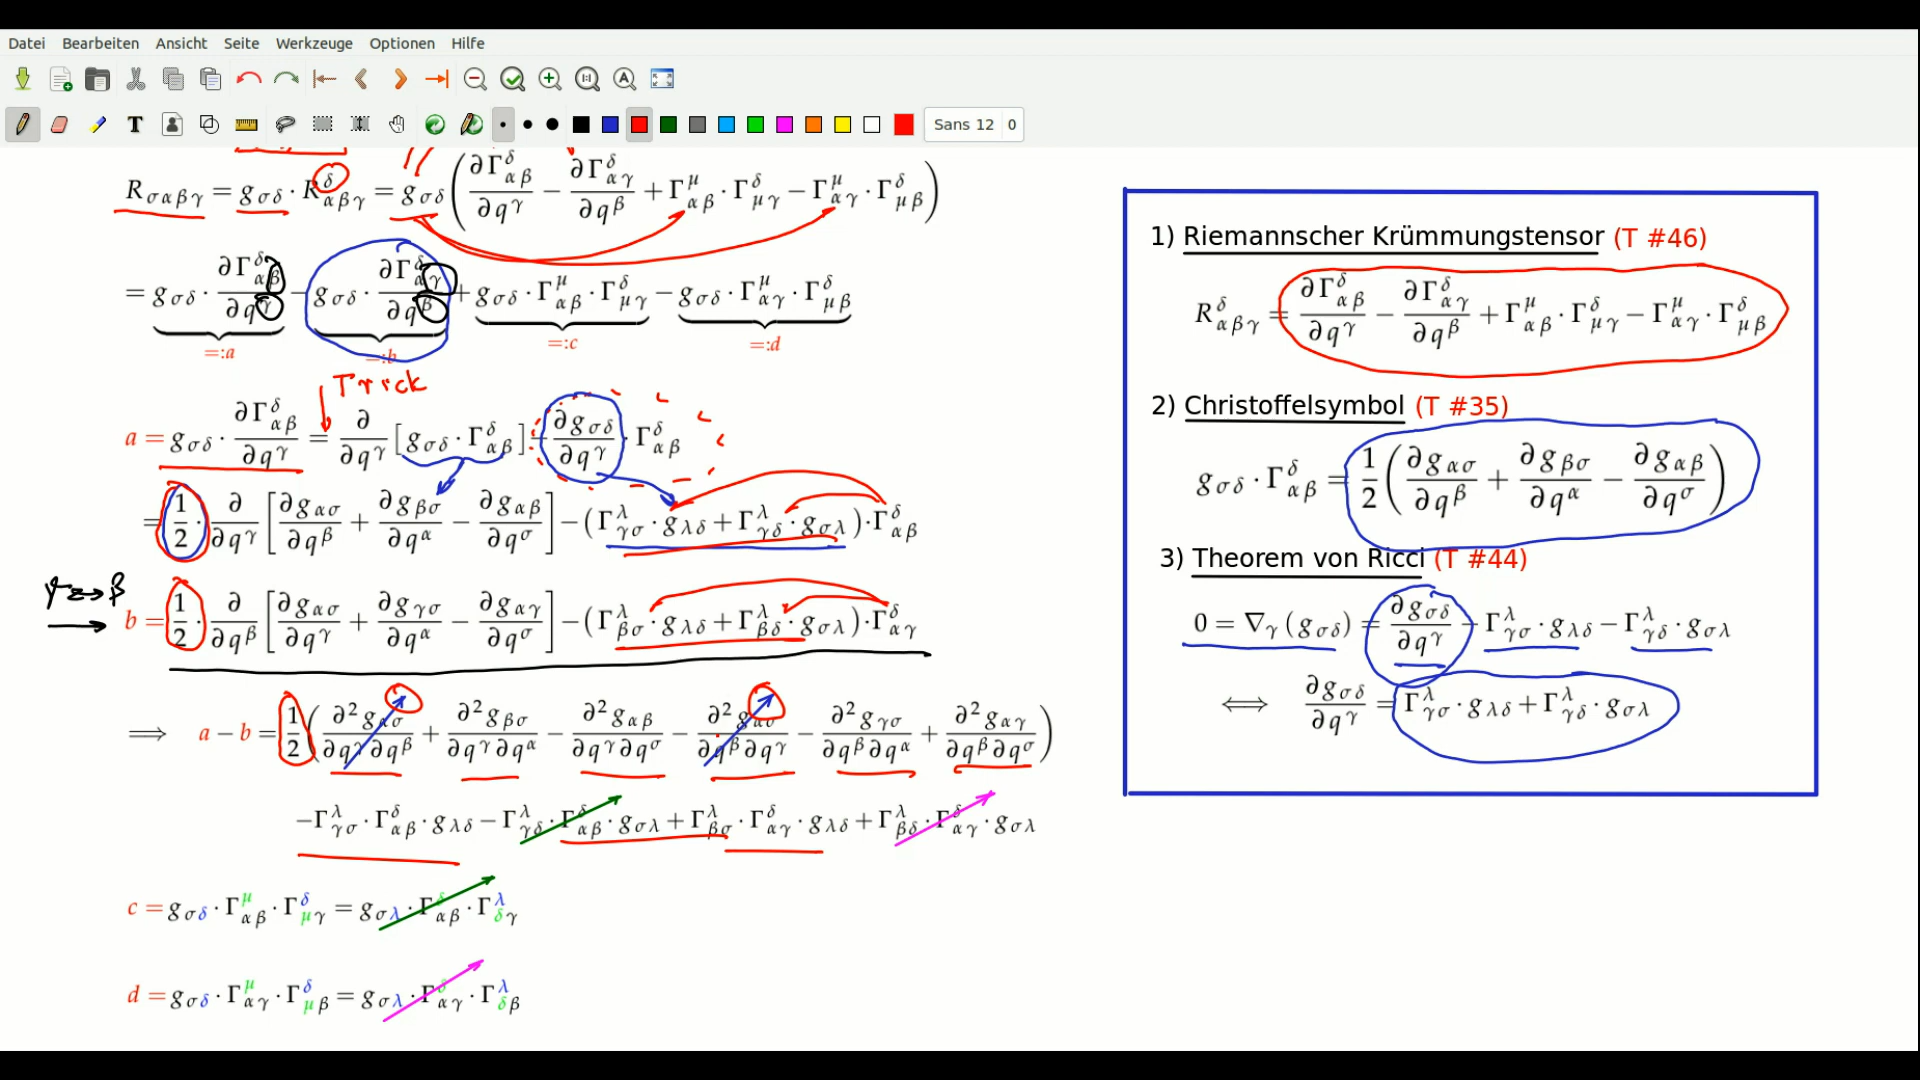 Datei Bearbeiten Ansicht Seite Werkzeuge Optionen Hilfe
Sans 12 0
R_{σαβγ} = g_{σδ} · R^δ_{αβγ} = g_{σδ} ( ∂Γ^δ_{αβ}/∂q^γ − ∂Γ^δ_{αγ}/∂q^β + Γ^μ_{αβ} · Γ^δ_{μγ} − Γ^μ_{αγ} · Γ^δ_{μβ} )
= g_{σδ} · ∂Γ^δ_{αβ}/∂q^γ − g_{σδ} · ∂Γ^δ_{αγ}/∂q^β + g_{σδ} · Γ^μ_{αβ} · Γ^δ_{μγ} − g_{σδ} · Γ^μ_{αγ} · Γ^δ_{μβ}
=:a =:b =:c =:d
Trick
a = g_{σδ} · ∂Γ^δ_{αβ}/∂q^γ = ∂/∂q^γ [g_{σδ} · Γ^δ_{αβ}] − ∂g_{σδ}/∂q^γ · Γ^δ_{αβ}
= 1/2 · ∂/∂q^γ [ ∂g_{ασ}/∂q^β + ∂g_{βσ}/∂q^α − ∂g_{αβ}/∂q^σ ] − (Γ^λ_{γσ} · g_{λδ} + Γ^λ_{γδ} · g_{σλ}) · Γ^δ_{αβ}
γ ↔ β
b = 1/2 · ∂/∂q^β [ ∂g_{ασ}/∂q^γ + ∂g_{γσ}/∂q^α − ∂g_{αγ}/∂q^σ ] − (Γ^λ_{βσ} · g_{λδ} + Γ^λ_{βδ} · g_{σλ}) · Γ^δ_{αγ}
⟹ a − b = 1/2 ( ∂²g_{ασ}/∂q^γ∂q^β + ∂²g_{βσ}/∂q^γ∂q^α − ∂²g_{αβ}/∂q^γ∂q^σ − ∂²g_{ασ}/∂q^β∂q^γ − ∂²g_{γσ}/∂q^β∂q^α + ∂²g_{αγ}/∂q^β∂q^σ )
−Γ^λ_{γσ} · Γ^δ_{αβ} · g_{λδ} − Γ^λ_{γδ} · Γ^δ_{αβ} · g_{σλ} + Γ^λ_{βσ} · Γ^δ_{αγ} · g_{λδ} + Γ^λ_{βδ} · Γ^δ_{αγ} · g_{σλ}
c = g_{σδ} · Γ^μ_{αβ} · Γ^δ_{μγ} = g_{σλ} · Γ^δ_{αβ} · Γ^λ_{δγ}
d = g_{σδ} · Γ^μ_{αγ} · Γ^δ_{μβ} = g_{σλ} · Γ^δ_{αγ} · Γ^λ_{δβ}
1) Riemannscher Krümmungstensor (T #46)
R^δ_{αβγ} = ∂Γ^δ_{αβ}/∂q^γ − ∂Γ^δ_{αγ}/∂q^β + Γ^μ_{αβ} · Γ^δ_{μγ} − Γ^μ_{αγ} · Γ^δ_{μβ}
2) Christoffelsymbol (T #35)
g_{σδ} · Γ^δ_{αβ} = 1/2 ( ∂g_{ασ}/∂q^β + ∂g_{βσ}/∂q^α − ∂g_{αβ}/∂q^σ )
3) Theorem von Ricci (T #44)
0 = ∇_γ (g_{σδ}) = ∂g_{σδ}/∂q^γ − Γ^λ_{γσ} · g_{λδ} − Γ^λ_{γδ} · g_{σλ}
⟺ ∂g_{σδ}/∂q^γ = Γ^λ_{γσ} · g_{λδ} + Γ^λ_{γδ} · g_{σλ}